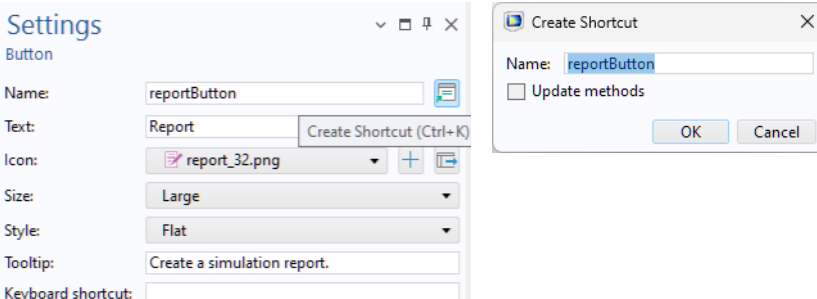 Settings
Button
Name: reportButton
Text: Report
Create Shortcut (Ctrl+K)
Icon: report_32.png
Size: Large
Style: Flat
Tooltip: Create a simulation report.
Keyboard shortcut:
Create Shortcut
Name: reportButton
Update methods
OK Cancel